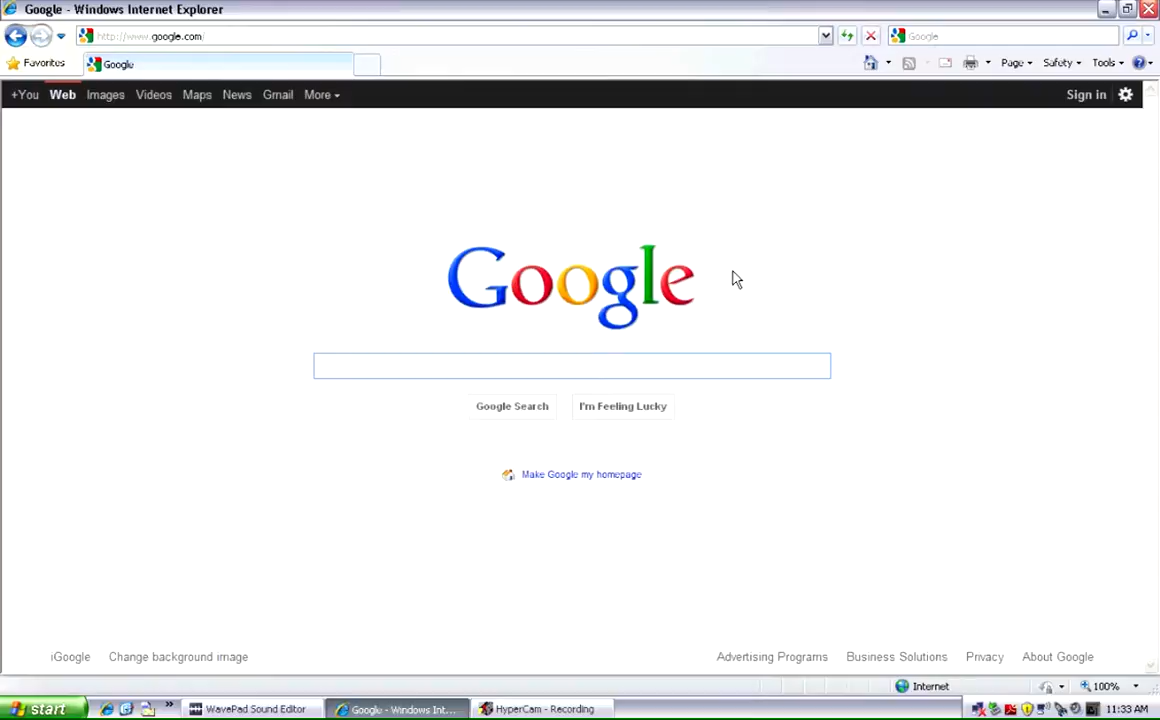 Google - Windows Internet Explorer
http://www.google.com/
Google
Favorites
Google
Page
Safety
Tools
+You Web Images Videos Maps News Gmail More
Sign in
Google
Google Search
I'm Feeling Lucky
Make Google my homepage
iGoogle
Change background image
Advertising Programs
Business Solutions
Privacy
About Google
Internet
100%
start
WavePad Sound Editor
Google - Windows Int...
HyperCam - Recording
11:33 AM